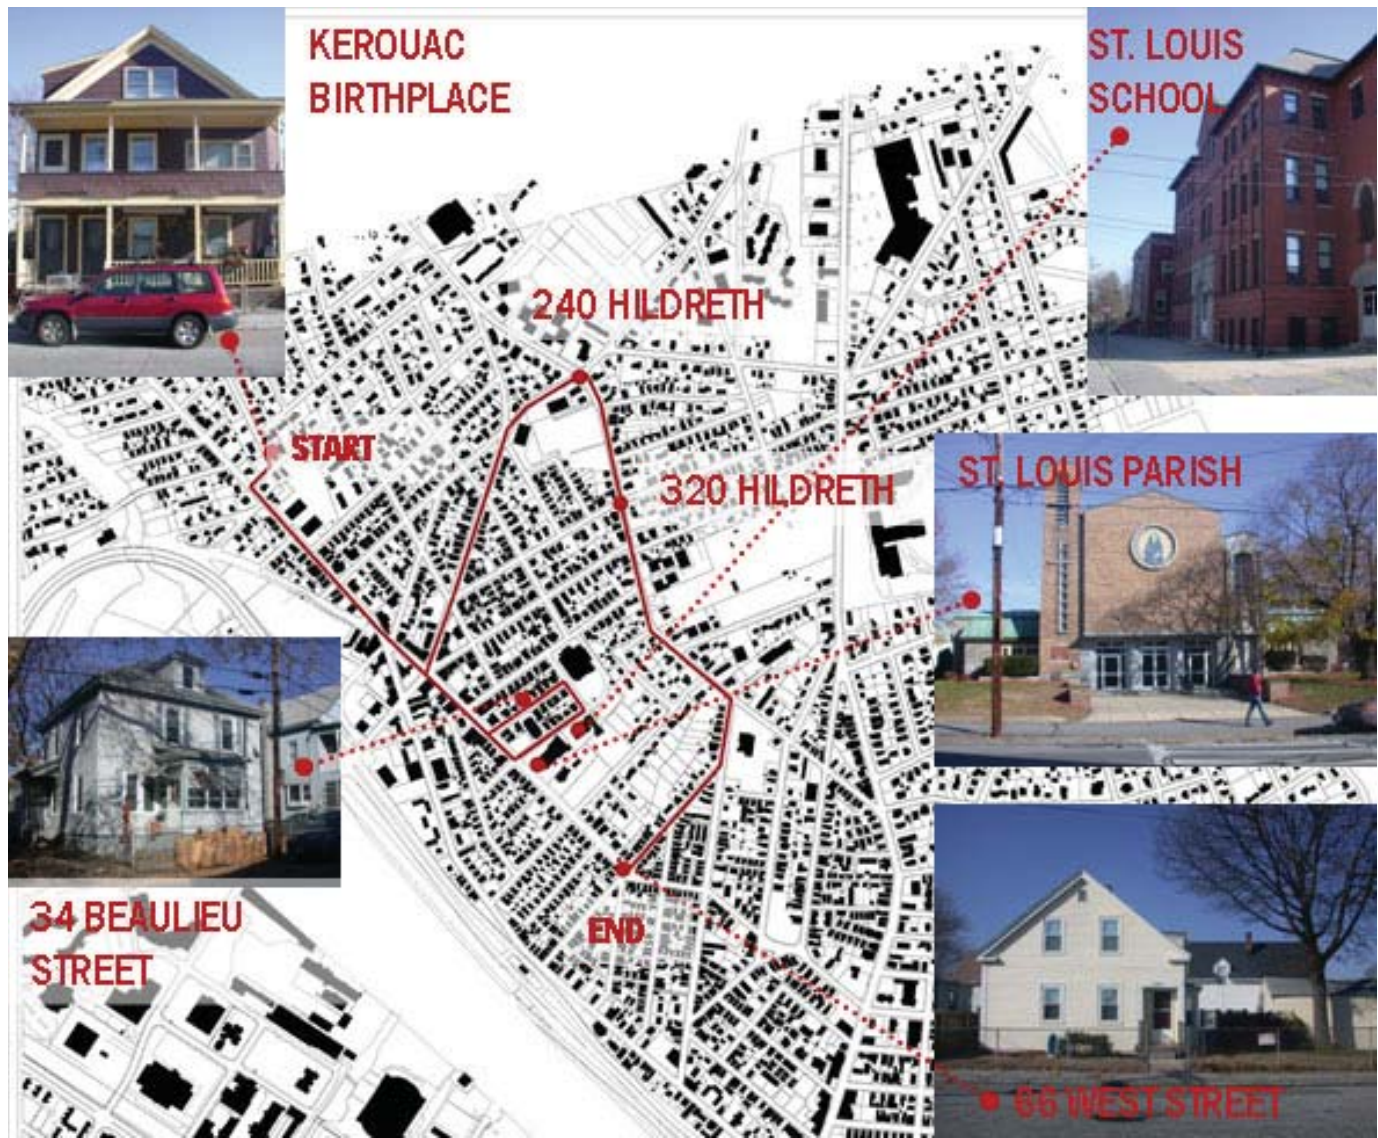 KEROUAC
BIRTHPLACE
ST. LOUIS
SCHOOL
240 HILDRETH
START
320 HILDRETH
ST. LOUIS PARISH
34 BEAULIEU
STREET
END
66 WEST STREET